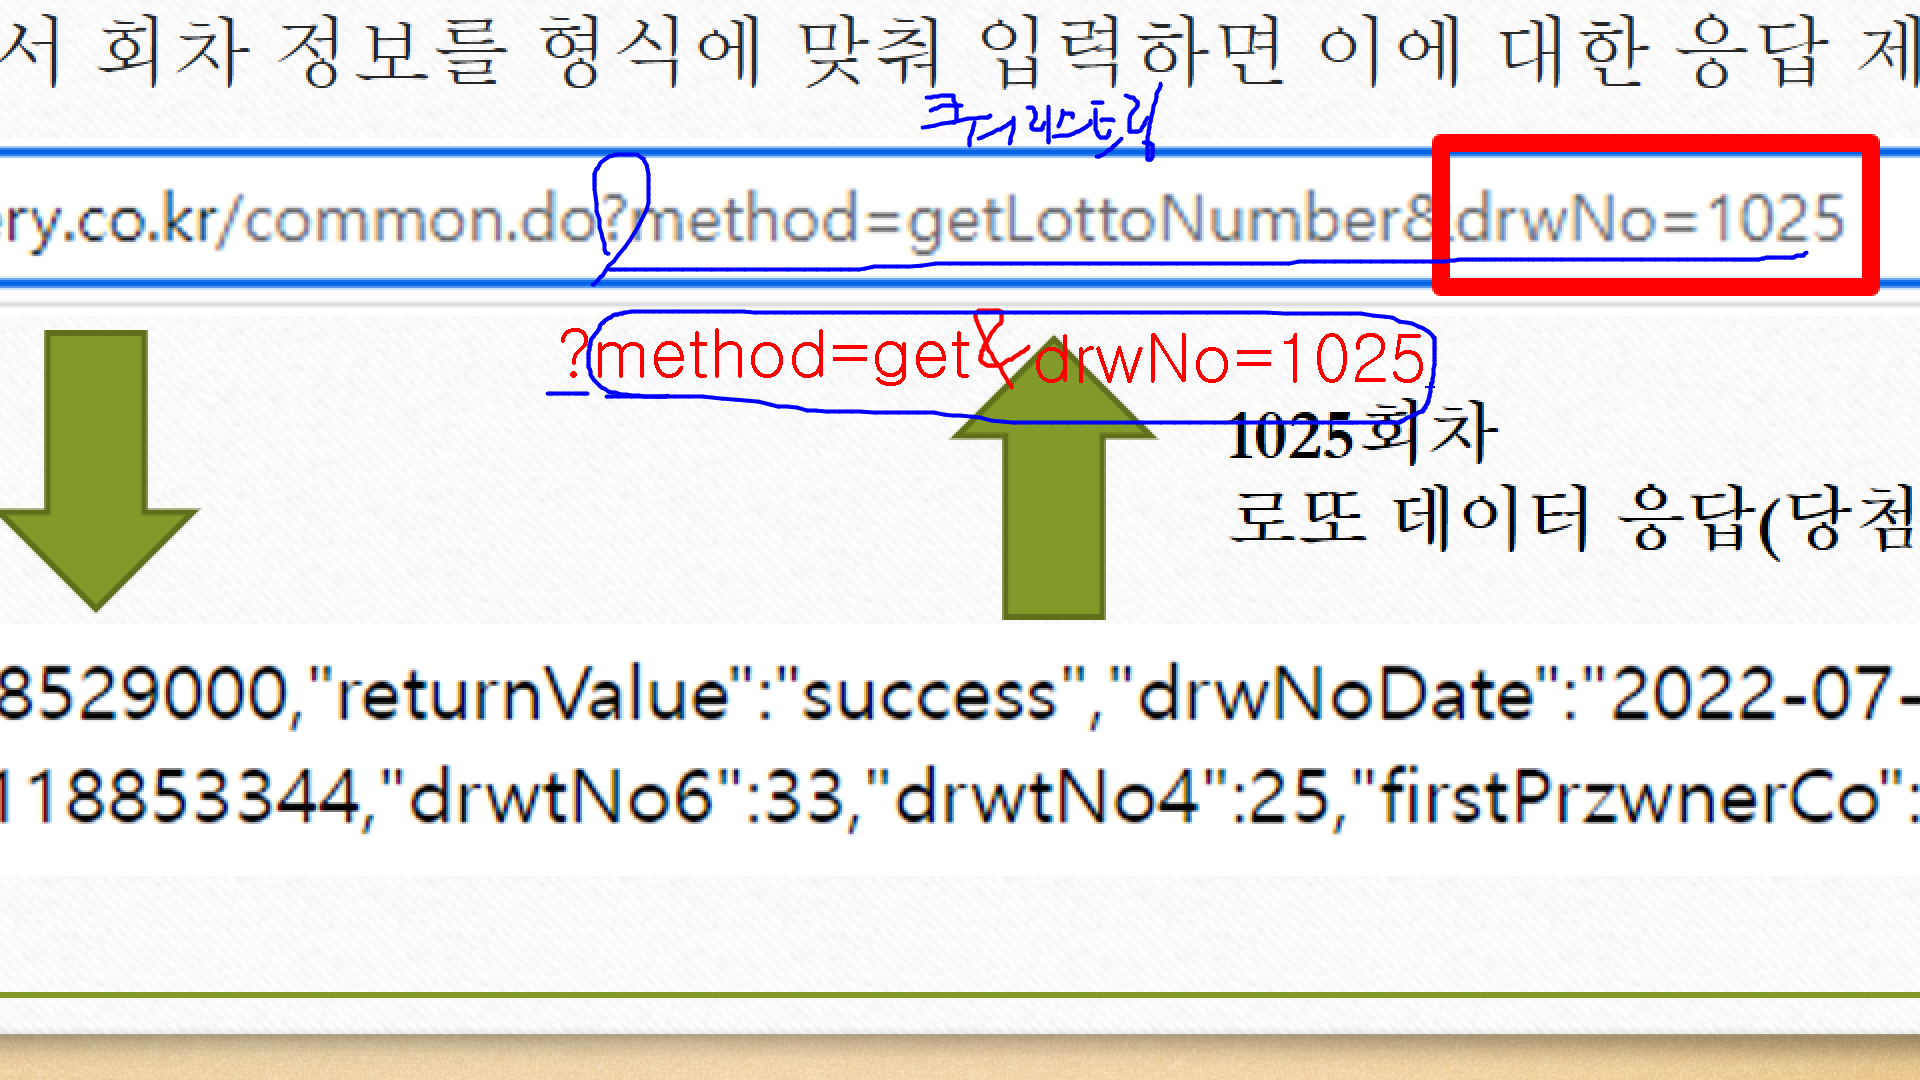 서 회차 정보를 형식에 맞춰 입력하면 이에 대한 응답 제
쿼리스트링
ry.co.kr/common.do?method=getLottoNumber&drwNo=1025
?method=get&drwNo=1025
1025회차
로또 데이터 응답(당첨
8529000,"returnValue":"success","drwNoDate":"2022-07-
118853344,"drwtNo6":33,"drwtNo4":25,"firstPrzwnerCo":